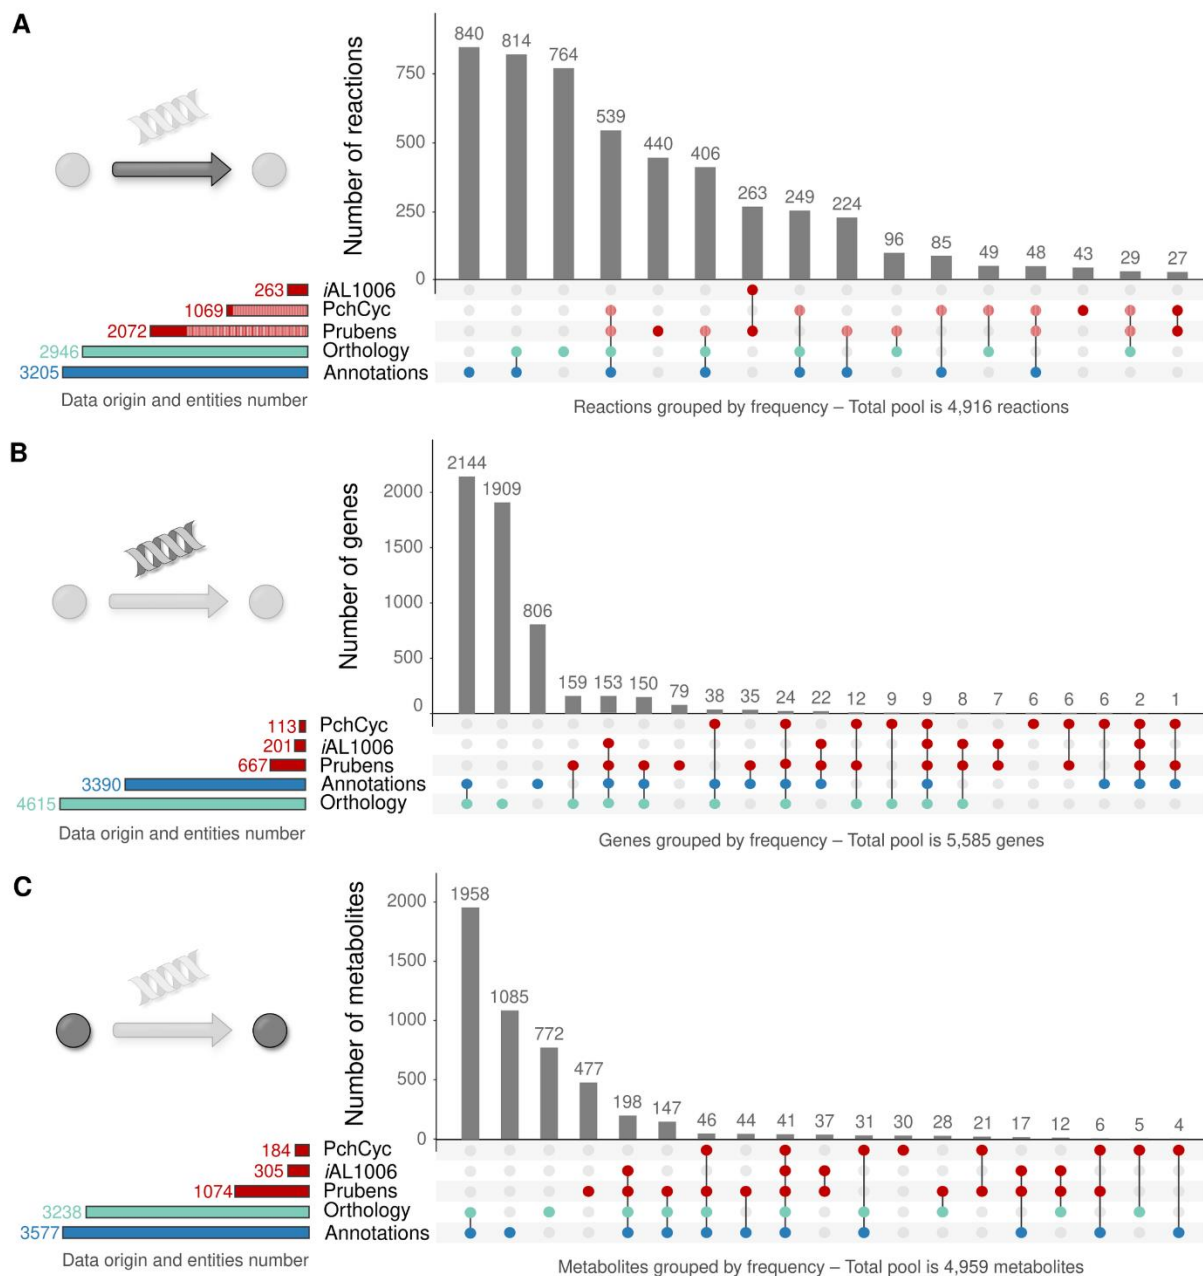 A
Number of reactions
840 814 764 539 440 406 263 249 224 96 85 49 48 43 29 27
750
500
250
0
263 iAL1006
1069 PchCyc
2072 Prubens
2946 Orthology
3205 Annotations
Data origin and entities number
Reactions grouped by frequency – Total pool is 4,916 reactions
B
Number of genes
2144 1909 806 159 153 150 79 38 35 24 22 12 9 9 8 7 6 6 6 2 1
2000
1500
1000
500
0
113 PchCyc
201 iAL1006
667 Prubens
3390 Annotations
4615 Orthology
Data origin and entities number
Genes grouped by frequency – Total pool is 5,585 genes
C
Number of metabolites
1958 1085 772 477 198 147 46 44 41 37 31 30 28 21 17 12 6 5 4
2000
1500
1000
500
0
184 PchCyc
305 iAL1006
1074 Prubens
3238 Orthology
3577 Annotations
Data origin and entities number
Metabolites grouped by frequency – Total pool is 4,959 metabolites